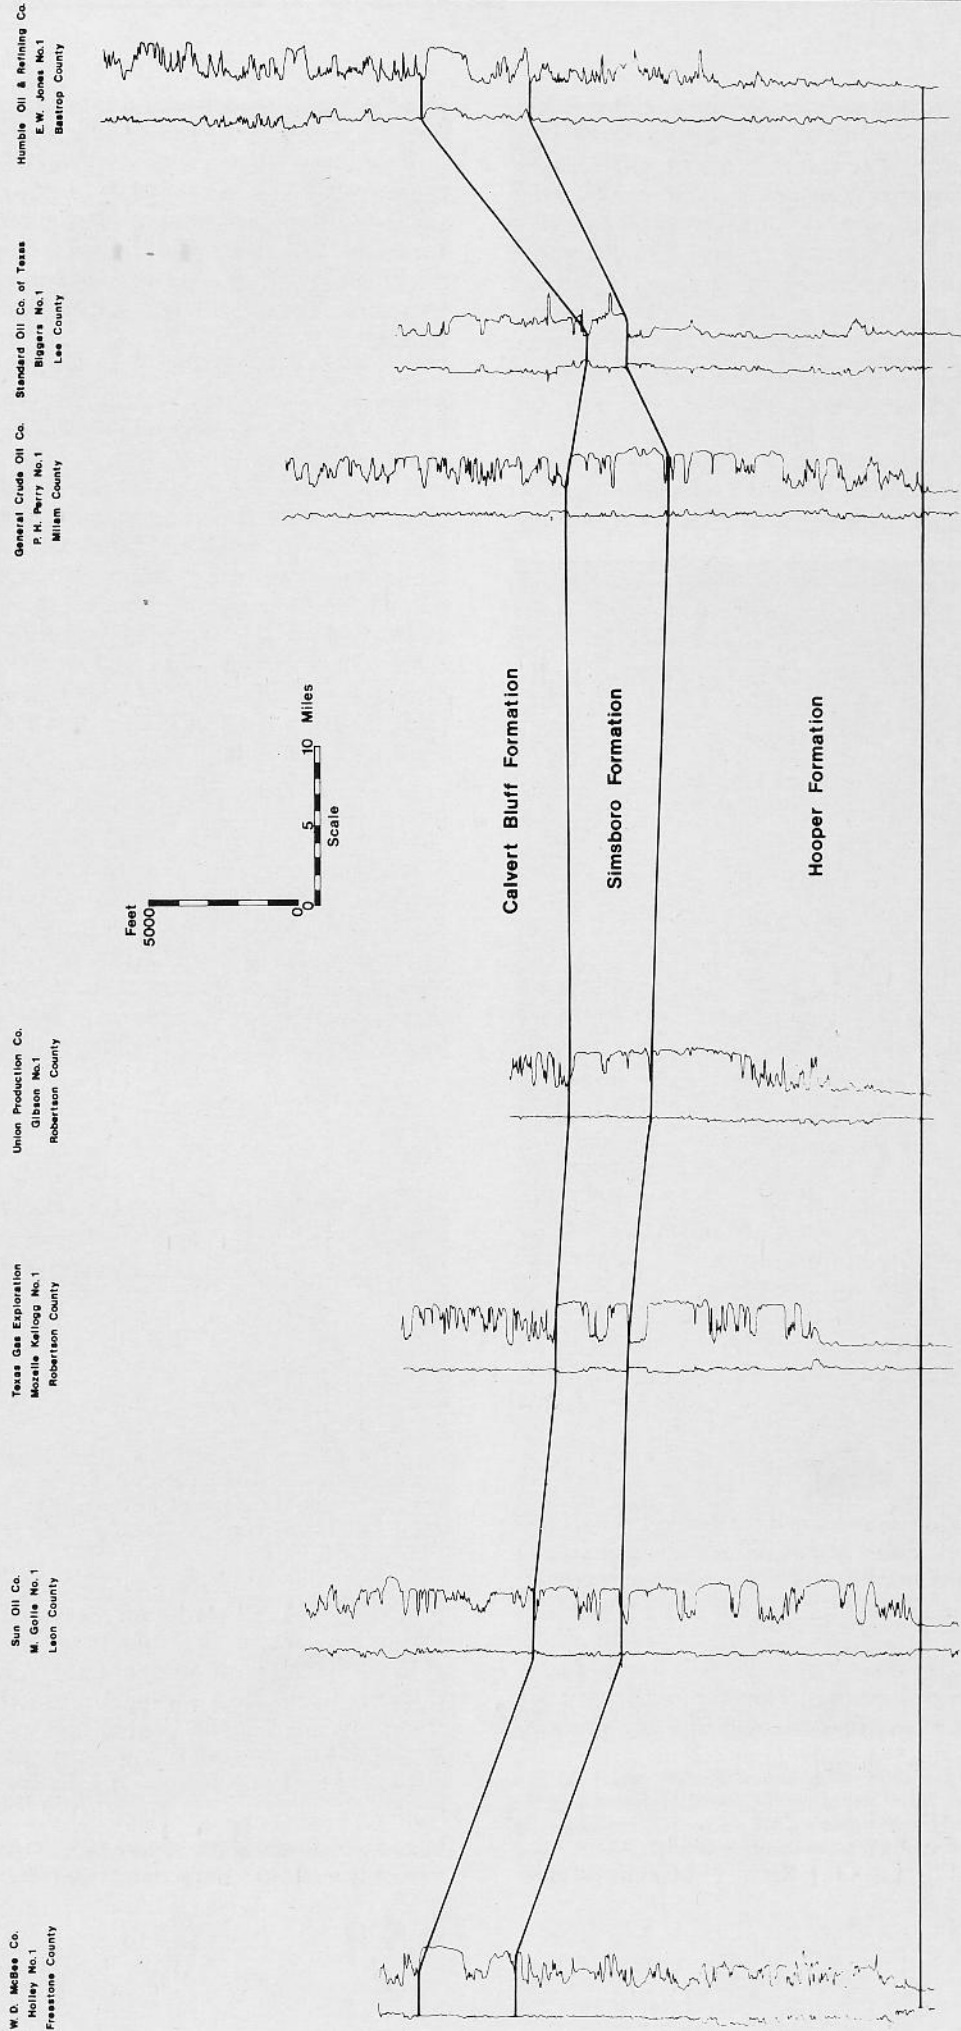 W. D. McBee Co.
Holley No.1
Freestone County
Sun Oil Co.
M. Golle No. 1
Leon County
Texas Gas Exploration
Mozelle Kellogg No.1
Robertson County
Union Production Co.
Gibson No.1
Robertson County
General Crude Oil Co.
P. H. Perry No.1
Milam County
Standard Oil Co. of Texas
Biggers No.1
Lee County
Humble Oil & Refining Co.
E.W. Jones No.1
Bastrop County
Feet
5000
0
0 5 10 Miles
Scale
Calvert Bluff Formation
Simsboro Formation
Hooper Formation